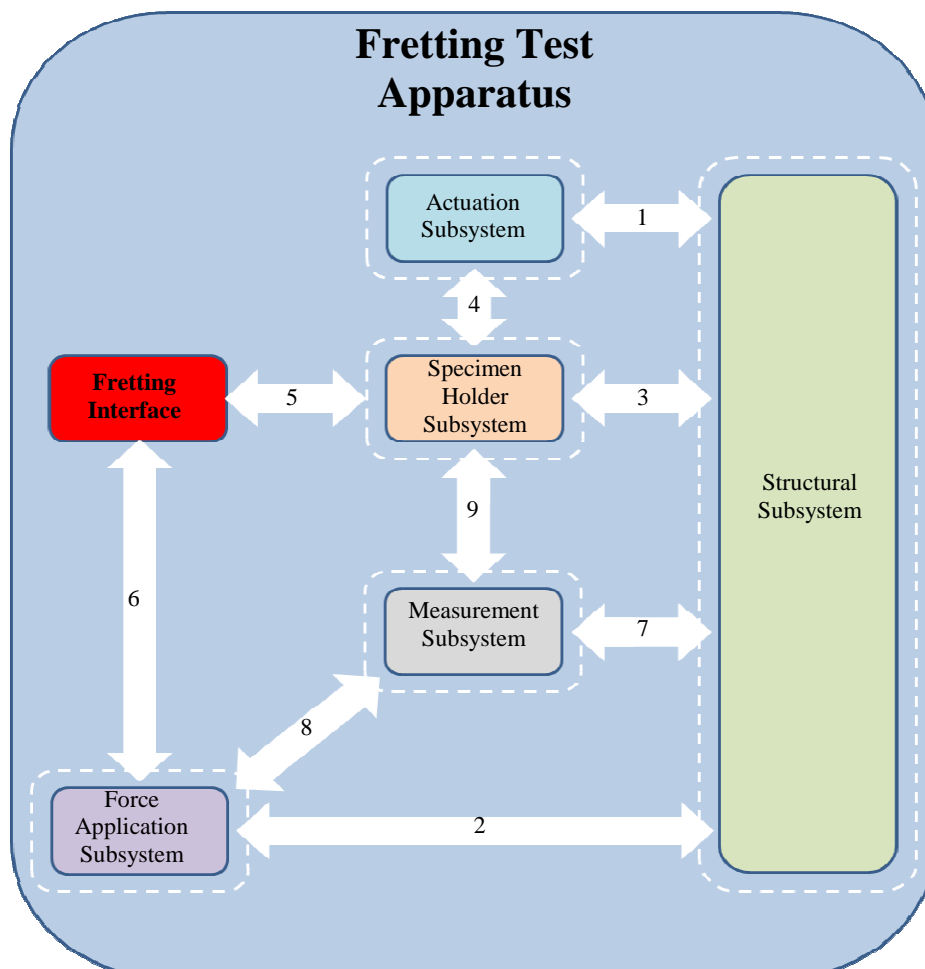 Fretting Test
Apparatus
Actuation
Subsystem
1
4
Fretting
Interface
5
Specimen
Holder
Subsystem
3
Structural
Subsystem
9
6
Measurement
Subsystem
7
8
Force
Application
Subsystem
2